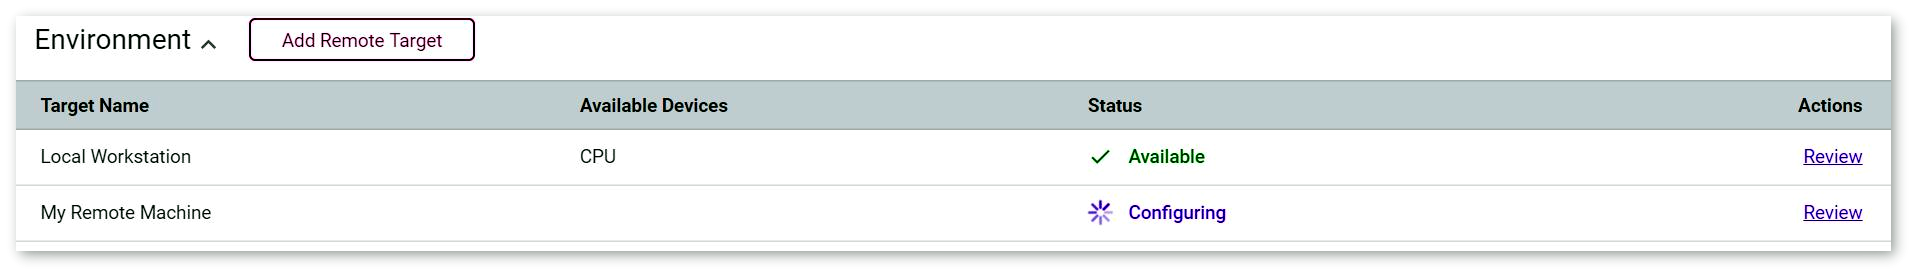 Environment Add Remote Target
Target Name Available Devices Status Actions
Local Workstation CPU Available Review
My Remote Machine Configuring Review